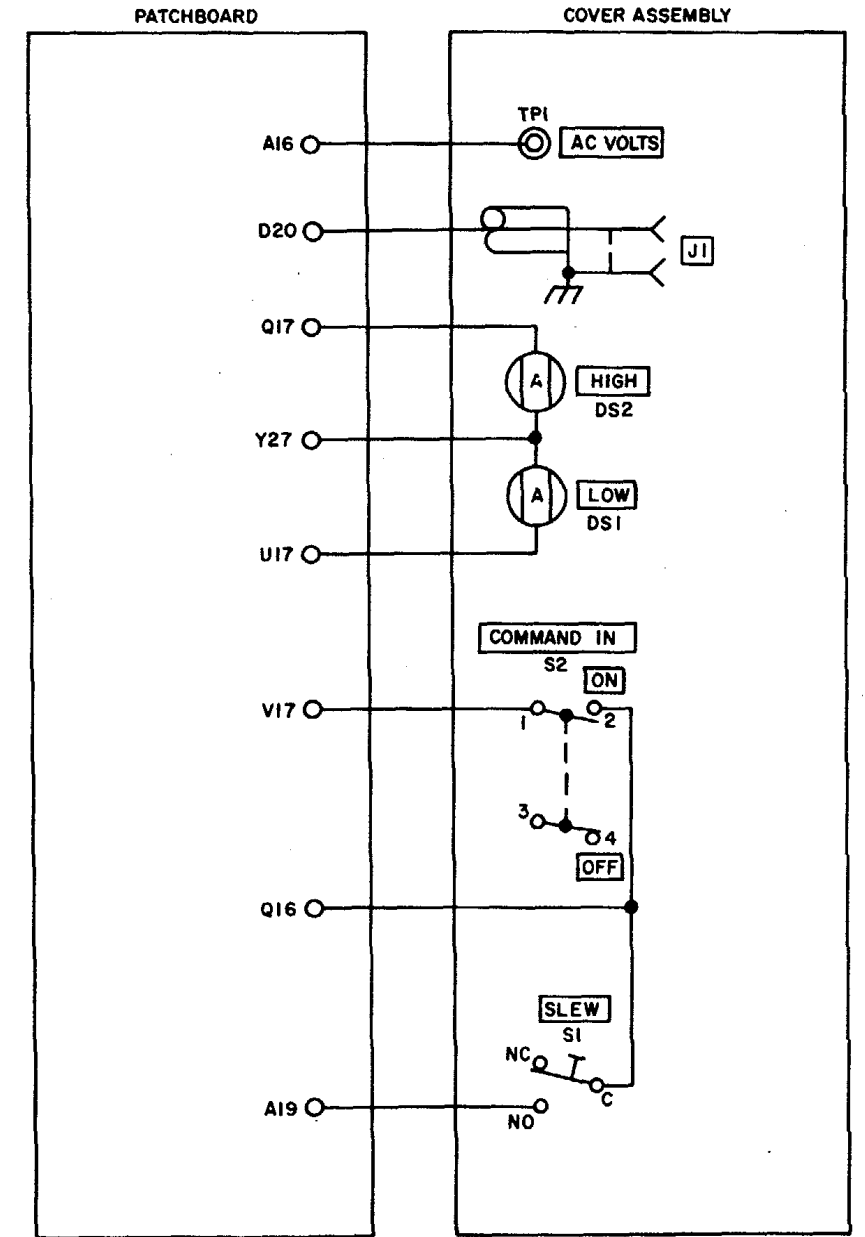 PATCHBOARD
COVER ASSEMBLY
TP1
A16
AC VOLTS
D20
J1
Q17
A
HIGH
DS2
Y27
A
LOW
DS1
U17
COMMAND IN
S2
ON
V17
1
2
3
4
OFF
Q16
SLEW
S1
NC
C
A19
NO